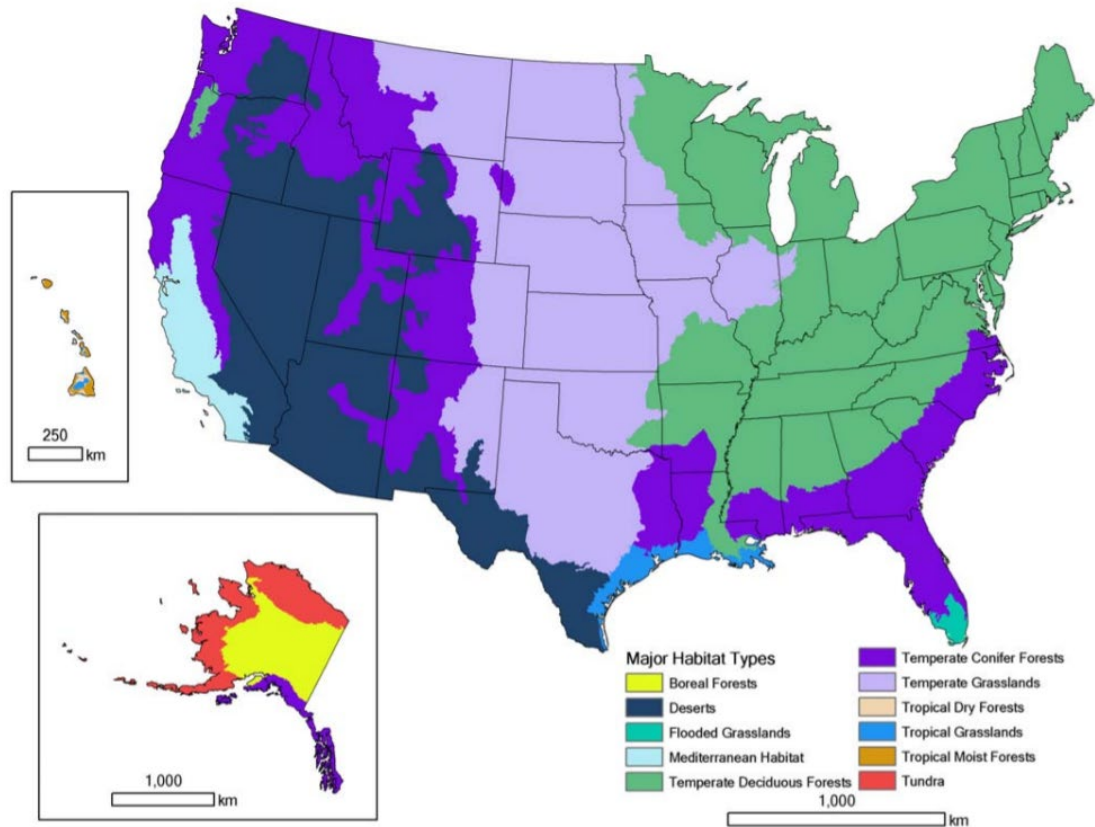 250
km
1,000
km
Major Habitat Types
Boreal Forests
Deserts
Flooded Grasslands
Mediterranean Habitat
Temperate Deciduous Forests
Temperate Conifer Forests
Temperate Grasslands
Tropical Dry Forests
Tropical Grasslands
Tropical Moist Forests
Tundra
1,000
km